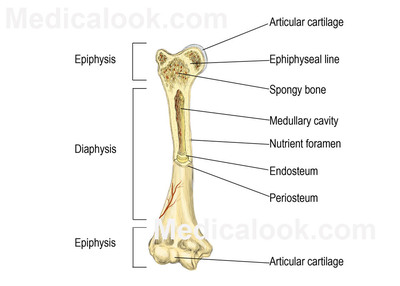 Medicalook.com
Articular cartilage
Epiphysis
Ephiphyseal line
Spongy bone
Medullary cavity
Nutrient foramen
Diaphysis
Endosteum
Periosteum
Medicalook.com
Epiphysis
Articular cartilage